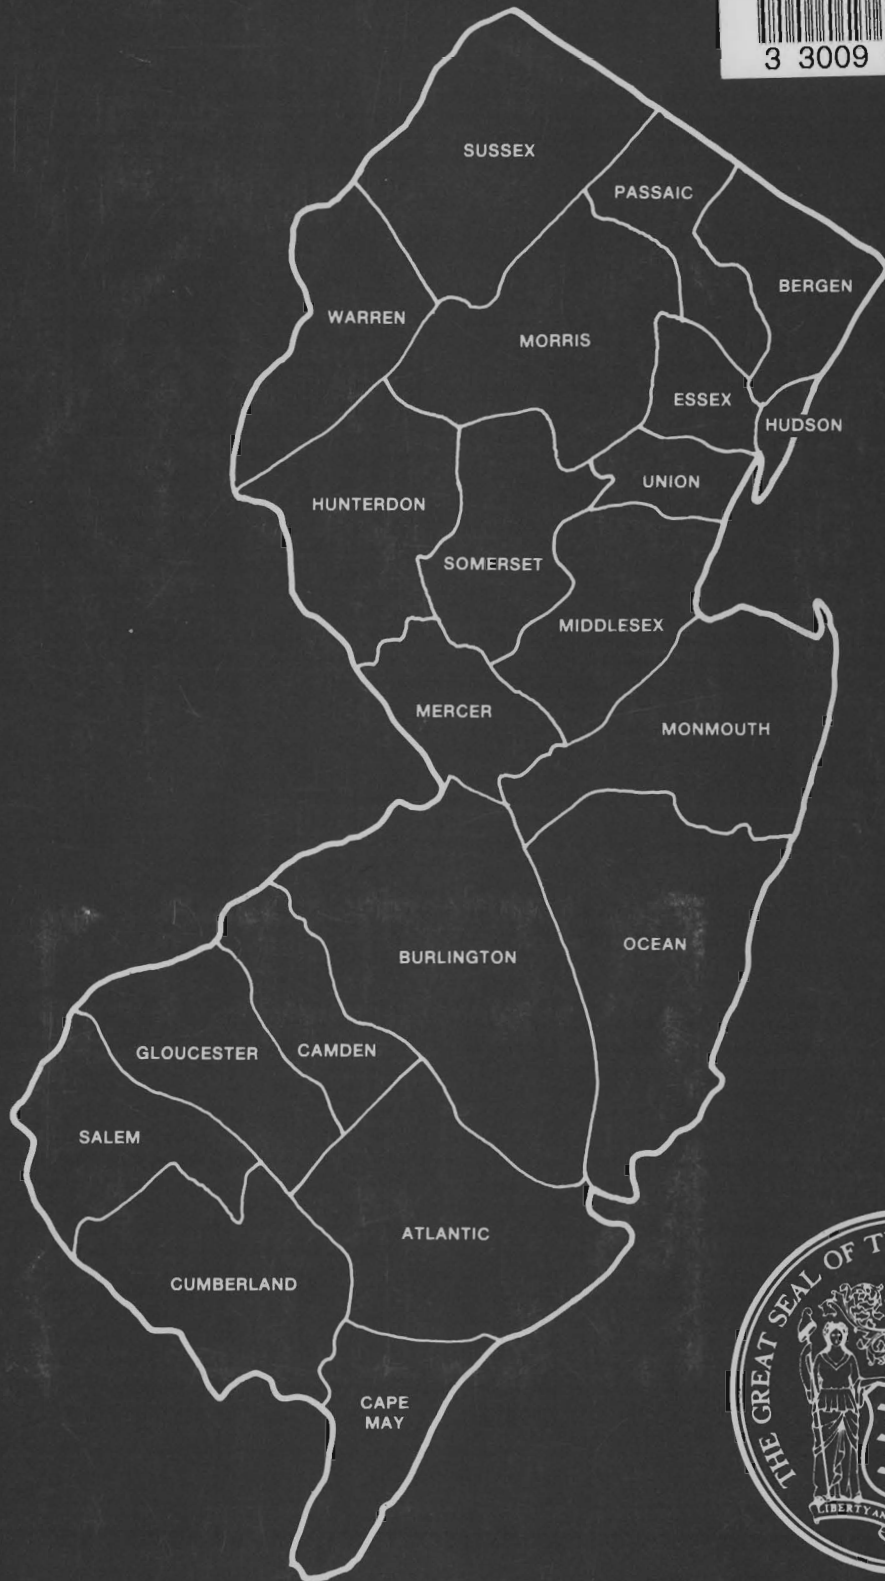 3 3009
SUSSEX
PASSAIC
BERGEN
WARREN
MORRIS
ESSEX
HUDSON
UNION
HUNTERDON
SOMERSET
MIDDLESEX
MERCER
MONMOUTH
OCEAN
BURLINGTON
GLOUCESTER
CAMDEN
SALEM
ATLANTIC
CUMBERLAND
CAPE
MAY
THE GREAT SEAL OF T
LIBERTY AN